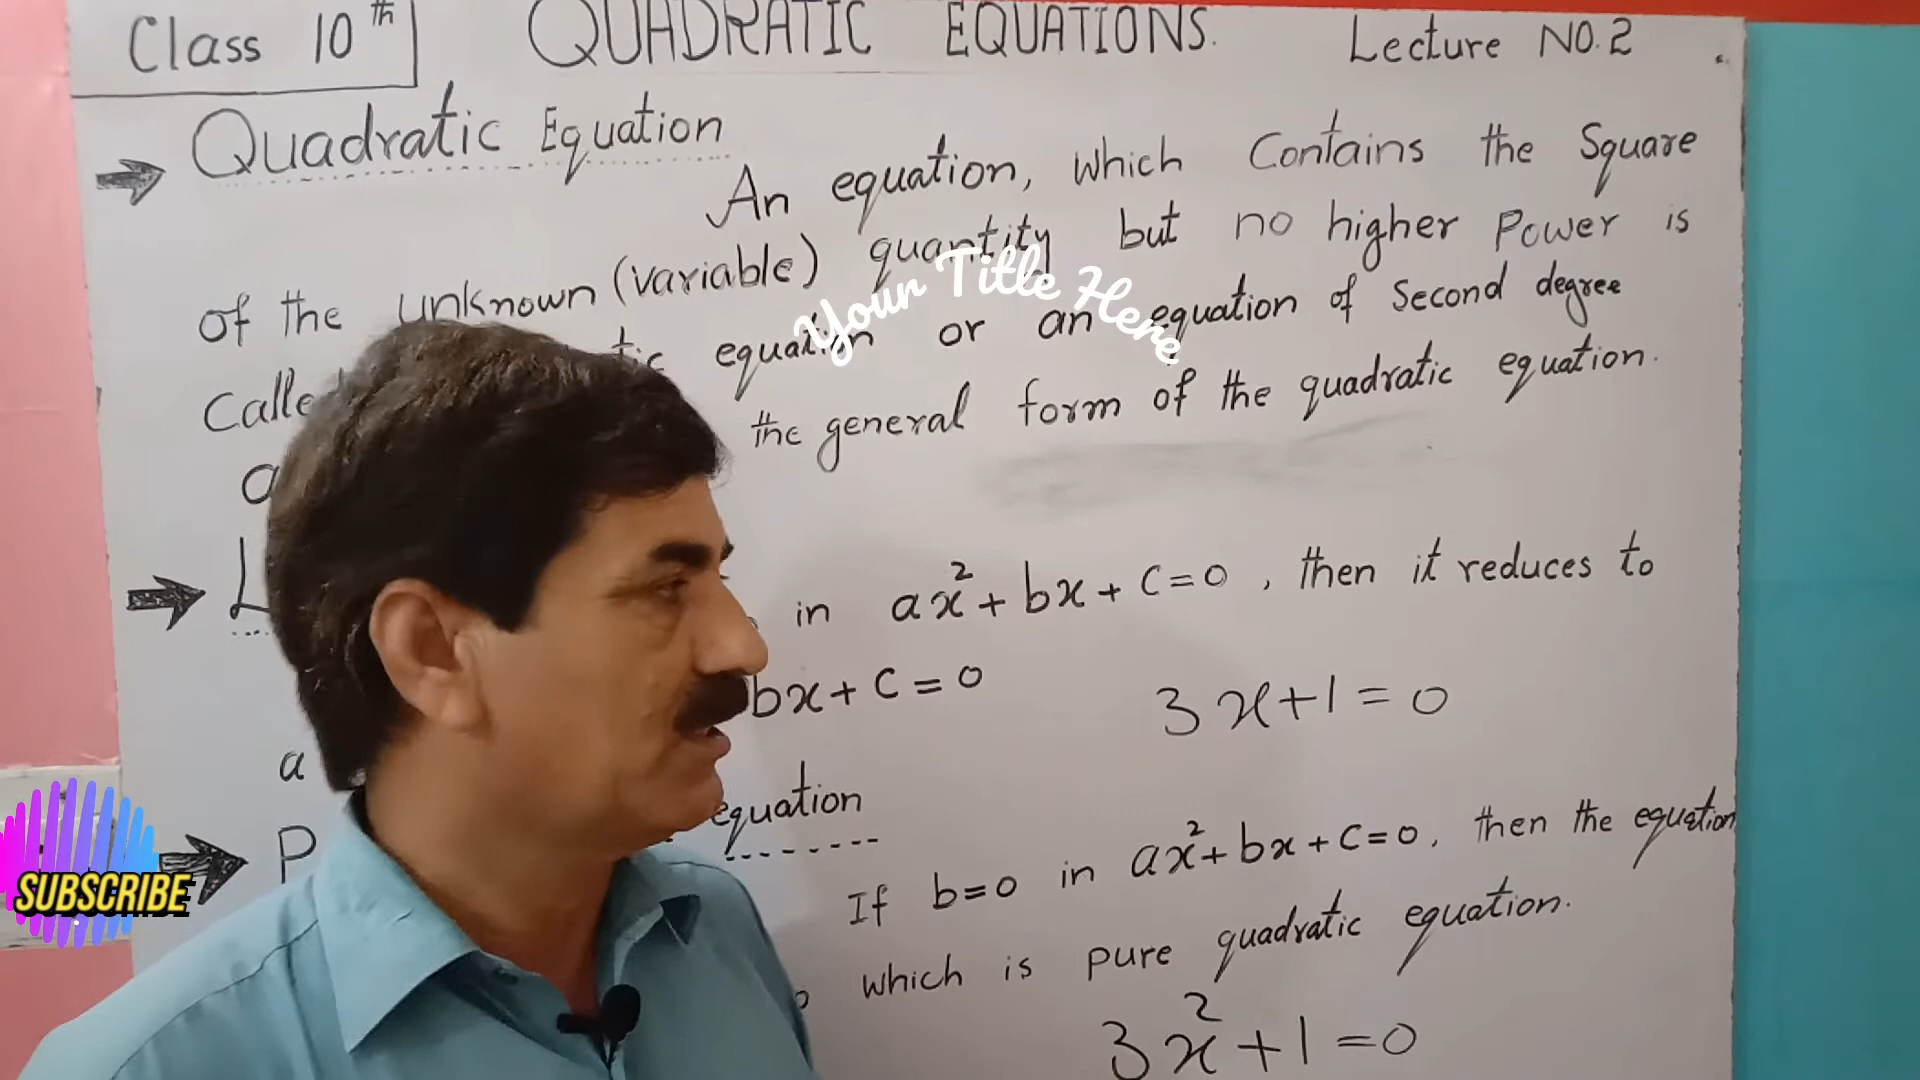 Class 10th QUADRATIC EQUATIONS. Lecture NO.2
Quadratic Equation
An equation, which Contains the Square
of the unknown (variable) quantity but no higher Power is
Calle equation or an equation of Second degree
a the general form of the quadratic equation.
Your Title Here
L in ax²+bx+c=0, then it reduces to
bx+c=0 3x+1=0
a
P equation
If b=0 in ax²+bx+c=0, then the equation
which is pure quadratic equation.
3x²+1=0
SUBSCRIBE